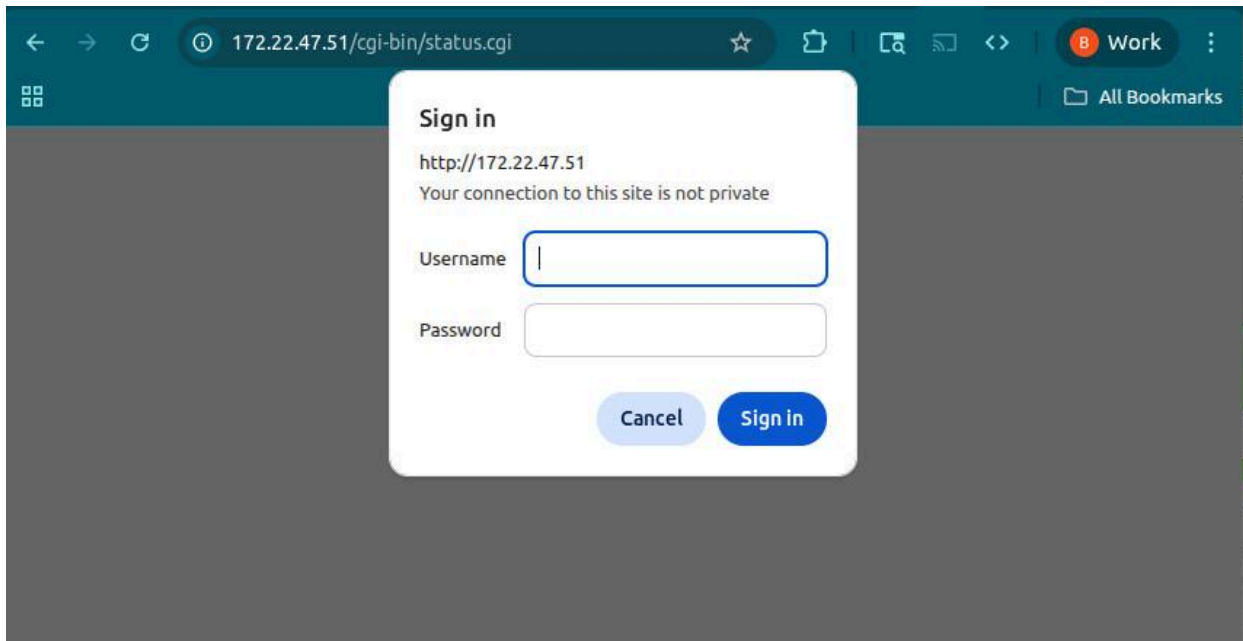 172.22.47.51/cgi-bin/status.cgi
B Work
All Bookmarks
Sign in
http://172.22.47.51
Your connection to this site is not private
Username
Password
Cancel Sign in